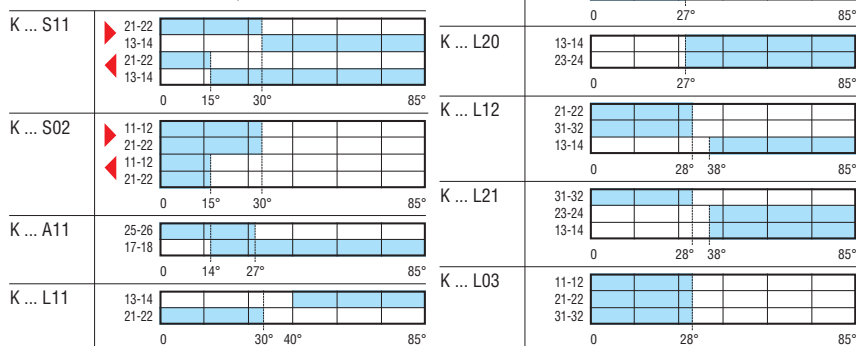 K ... S11
21-22
13-14
21-22
13-14
0 15° 30° 85°
K ... S02
11-12
21-22
11-12
21-22
0 15° 30° 85°
K ... A11
25-26
17-18
0 14° 27° 85°
K ... L11
13-14
21-22
0 30° 40° 85°
0 27° 85°
K ... L20
13-14
23-24
0 27° 85°
K ... L12
21-22
31-32
13-14
0 28° 38° 85°
K ... L21
31-32
23-24
13-14
0 28° 38° 85°
K ... L03
11-12
21-22
31-32
0 28° 85°